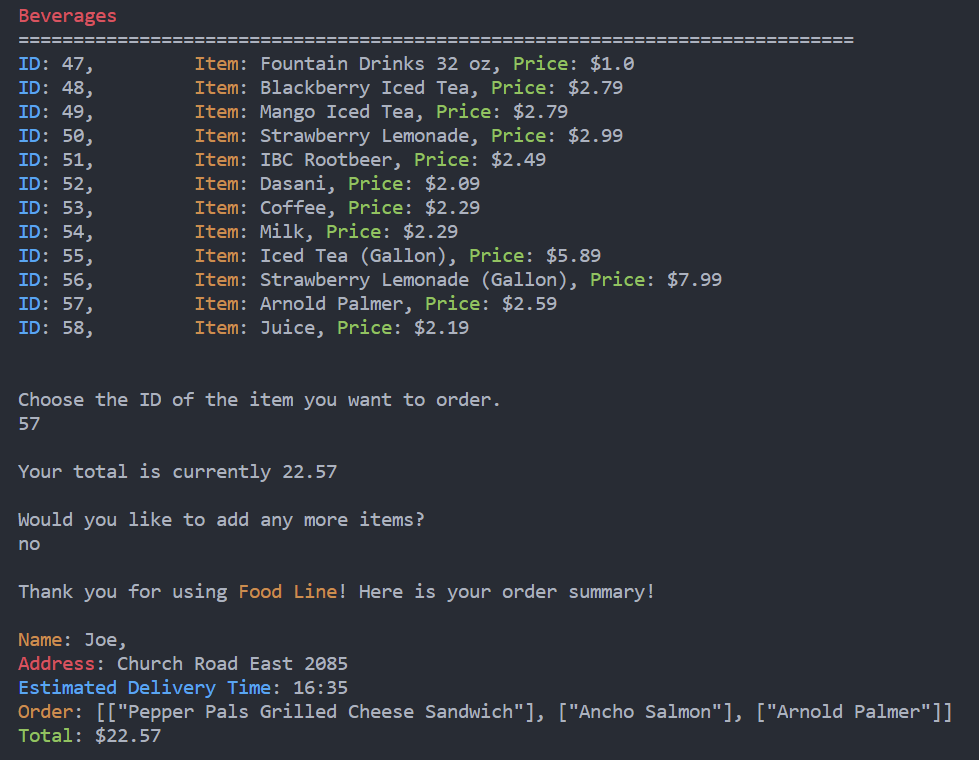 Beverages
============================================================================
ID: 47, Item: Fountain Drinks 32 oz, Price: $1.0
ID: 48, Item: Blackberry Iced Tea, Price: $2.79
ID: 49, Item: Mango Iced Tea, Price: $2.79
ID: 50, Item: Strawberry Lemonade, Price: $2.99
ID: 51, Item: IBC Rootbeer, Price: $2.49
ID: 52, Item: Dasani, Price: $2.09
ID: 53, Item: Coffee, Price: $2.29
ID: 54, Item: Milk, Price: $2.29
ID: 55, Item: Iced Tea (Gallon), Price: $5.89
ID: 56, Item: Strawberry Lemonade (Gallon), Price: $7.99
ID: 57, Item: Arnold Palmer, Price: $2.59
ID: 58, Item: Juice, Price: $2.19
Choose the ID of the item you want to order.
57
Your total is currently 22.57
Would you like to add any more items?
no
Thank you for using Food Line! Here is your order summary!
Name: Joe,
Address: Church Road East 2085
Estimated Delivery Time: 16:35
Order: [["Pepper Pals Grilled Cheese Sandwich"], ["Ancho Salmon"], ["Arnold Palmer"]]
Total: $22.57